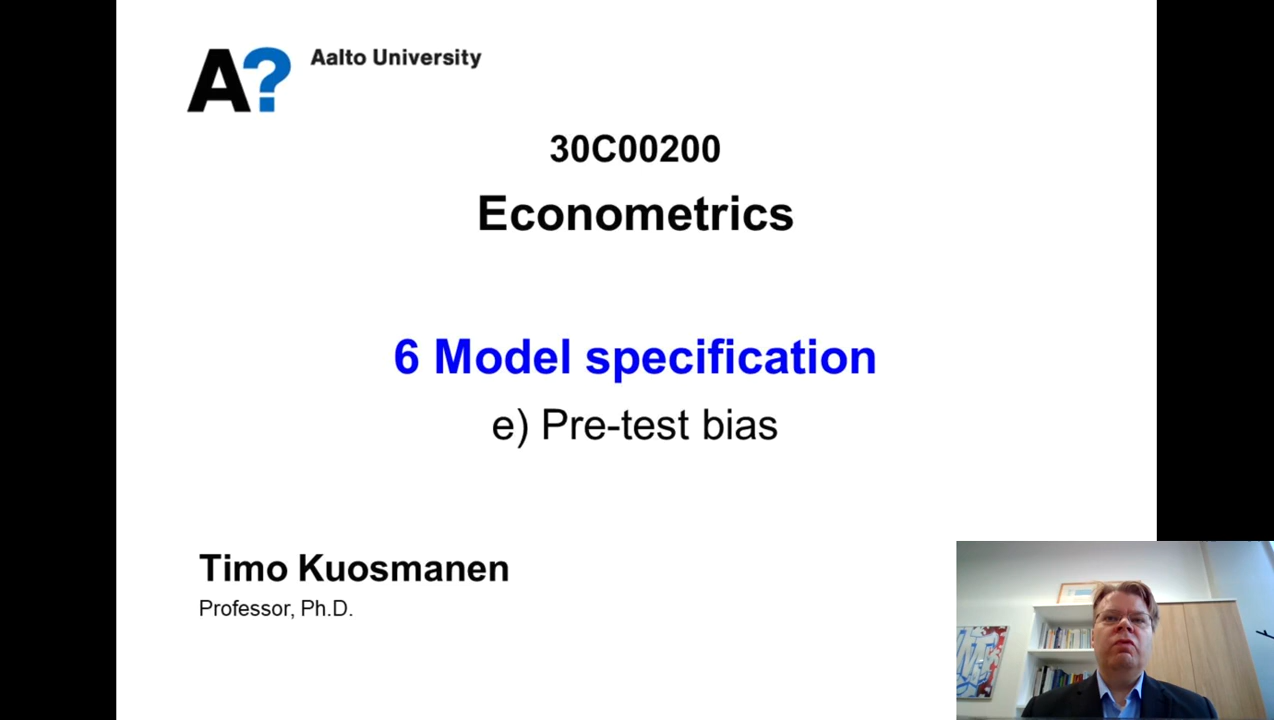 A?
Aalto University
30C00200
Econometrics
6 Model specification
e) Pre-test bias
Timo Kuosmanen
Professor, Ph.D.